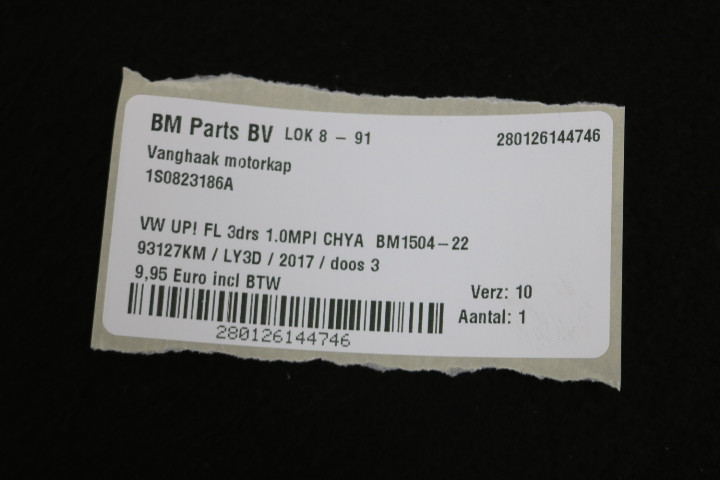 BM Parts BV LOK 8 - 91 280126144746
Vanghaak motorkap
1S0823186A
VW UP! FL 3drs 1.0MPI CHYA BM1504-22
93127KM / LY3D / 2017 / doos 3
9,95 Euro incl BTW
Verz: 10
Aantal: 1
280126144746